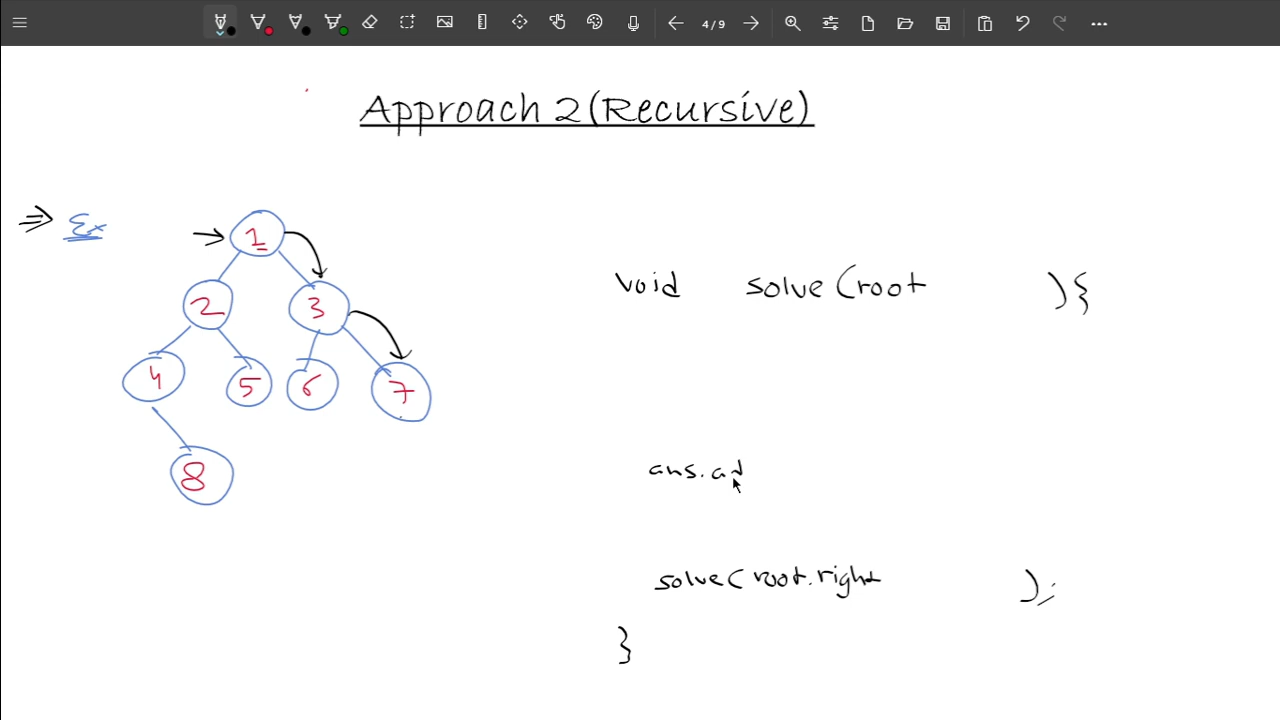 4/9
Approach 2(Recursive)
Ex
1
2
3
void solve(root ){
4
5
6
7
ans.ad
8
solve(root.right );
}